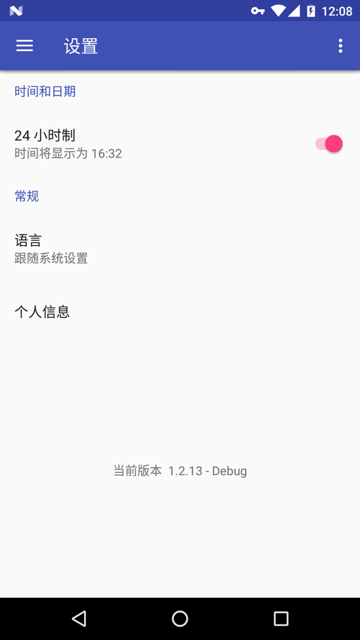 12:08
设置
时间和日期
24 小时制
时间将显示为 16:32
常规
语言
跟随系统设置
个人信息
当前版本 1.2.13 - Debug